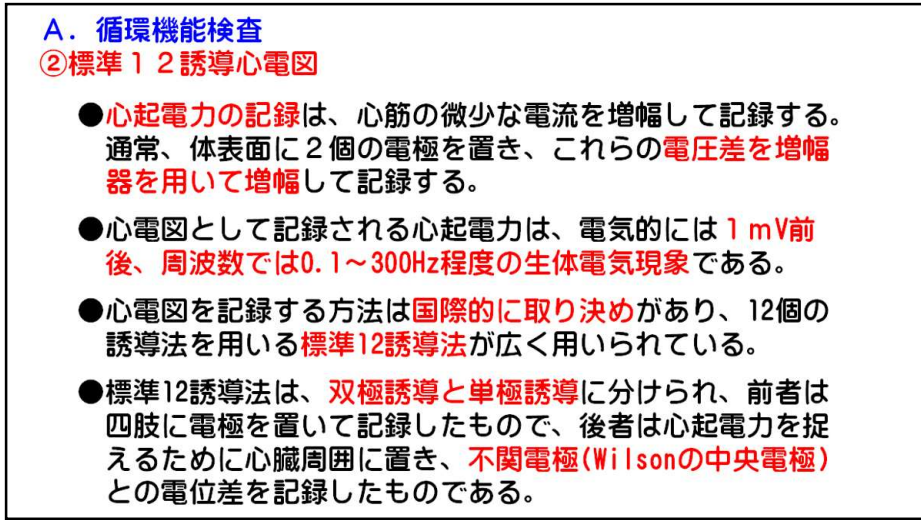 A．循環機能検査
②標準１２誘導心電図
●心起電力の記録は、心筋の微少な電流を増幅して記録する。
通常、体表面に２個の電極を置き、これらの電圧差を増幅
器を用いて増幅して記録する。
●心電図として記録される心起電力は、電気的には１mV前
後、周波数では0.1～300Hz程度の生体電気現象である。
●心電図を記録する方法は国際的に取り決めがあり、12個の
誘導法を用いる標準12誘導法が広く用いられている。
●標準12誘導法は、双極誘導と単極誘導に分けられ、前者は
四肢に電極を置いて記録したもので、後者は心起電力を捉
えるために心臓周囲に置き、不関電極(Wilsonの中央電極)
との電位差を記録したものである。